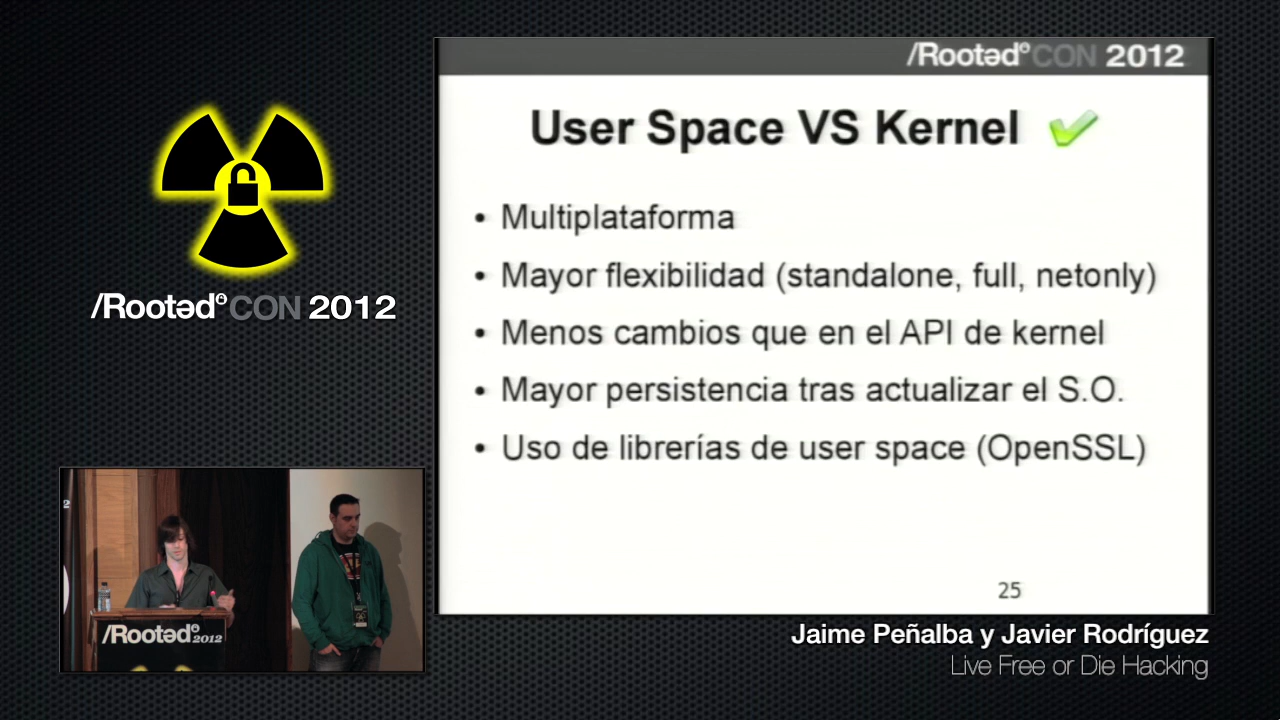 /Rootəd CON 2012
User Space VS Kernel
• Multiplataforma
• Mayor flexibilidad (standalone, full, netonly)
• Menos cambios que en el API de kernel
• Mayor persistencia tras actualizar el S.O.
• Uso de librerías de user space (OpenSSL)
25
/Rootəd CON 2012
/Rootəd 2012
Jaime Peñalba y Javier Rodríguez
Live Free or Die Hacking